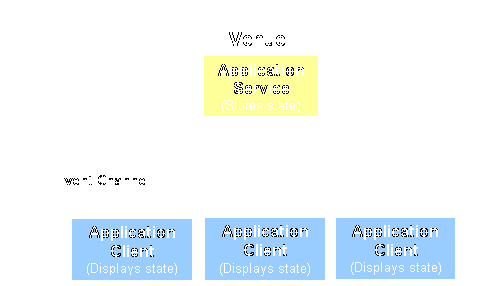 Venue
Application
Service
(Stores state)
vent Channe
Application
Client
(Displays state)
Application
Client
(Displays state)
Application
Client
(Displays state)